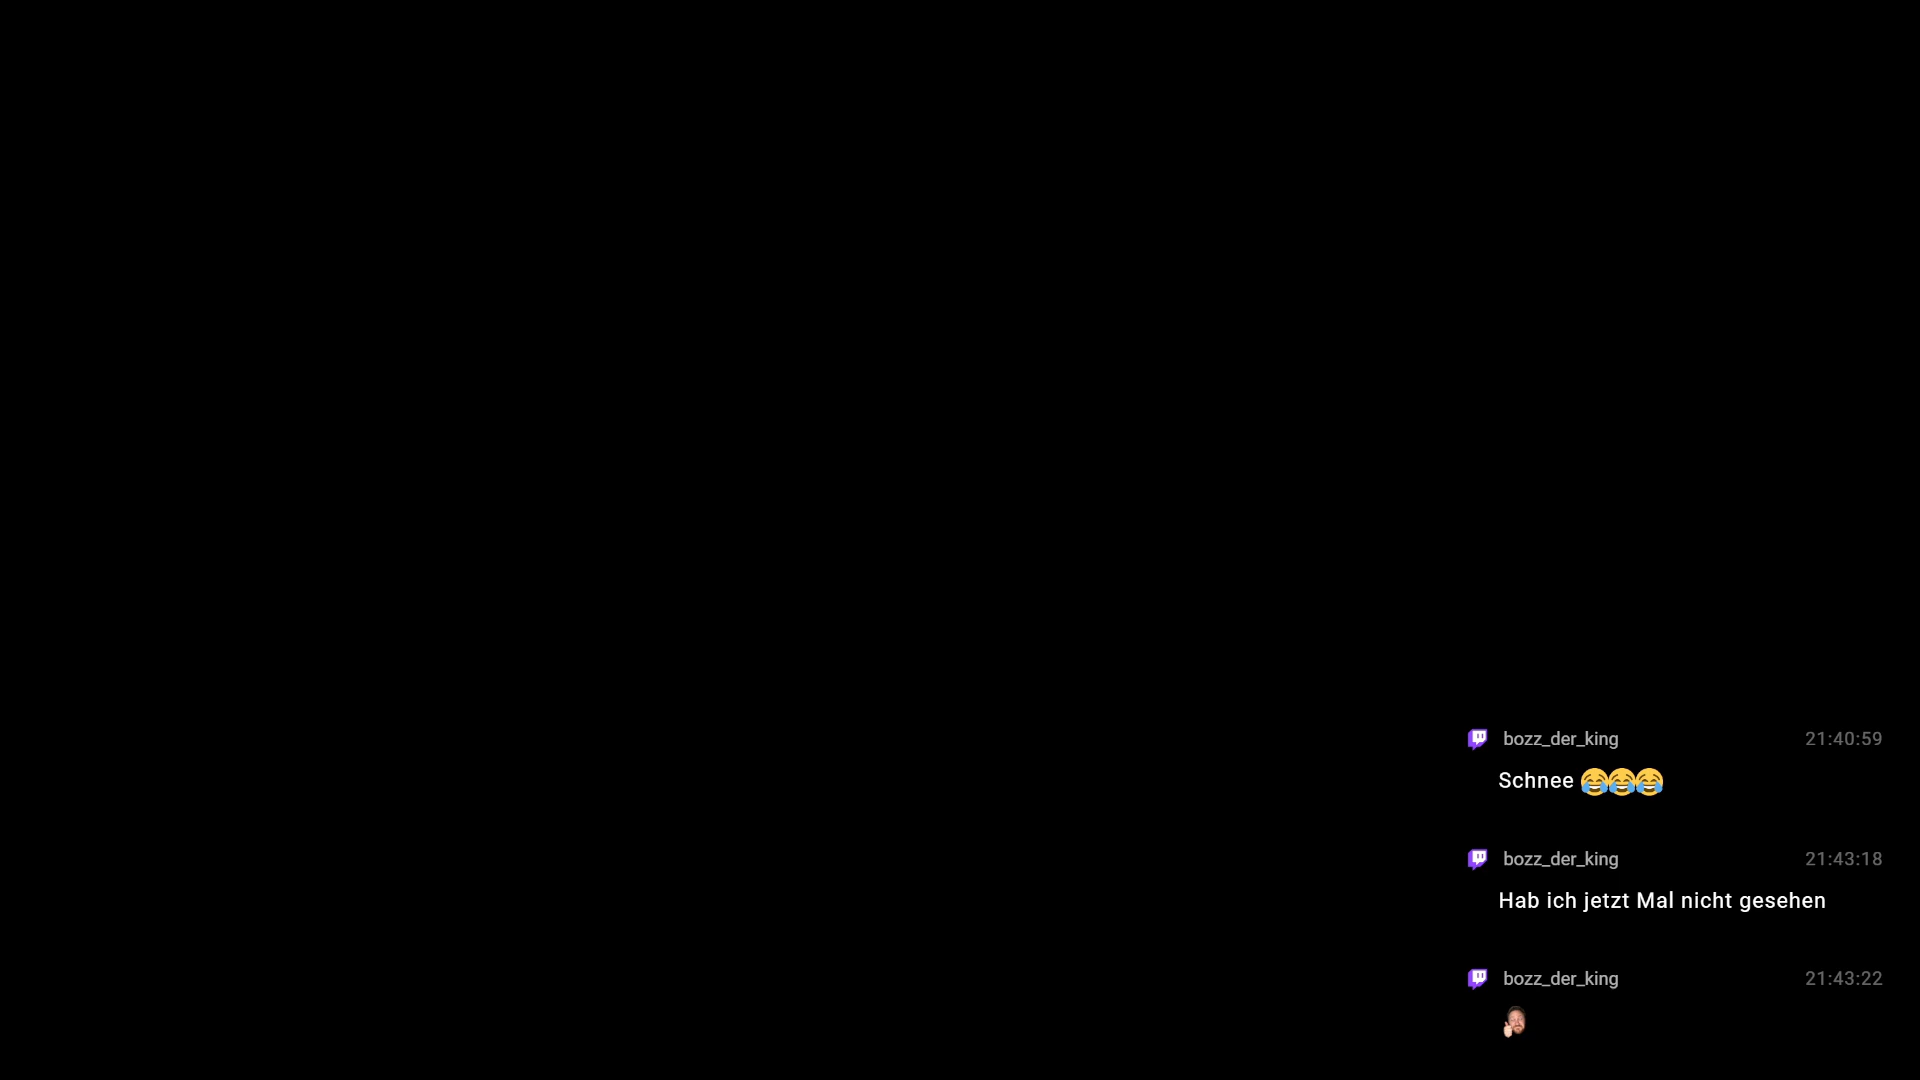 bozz_der_king 21:40:59
Schnee 😂😂😂
bozz_der_king 21:43:18
Hab ich jetzt Mal nicht gesehen
bozz_der_king 21:43:22